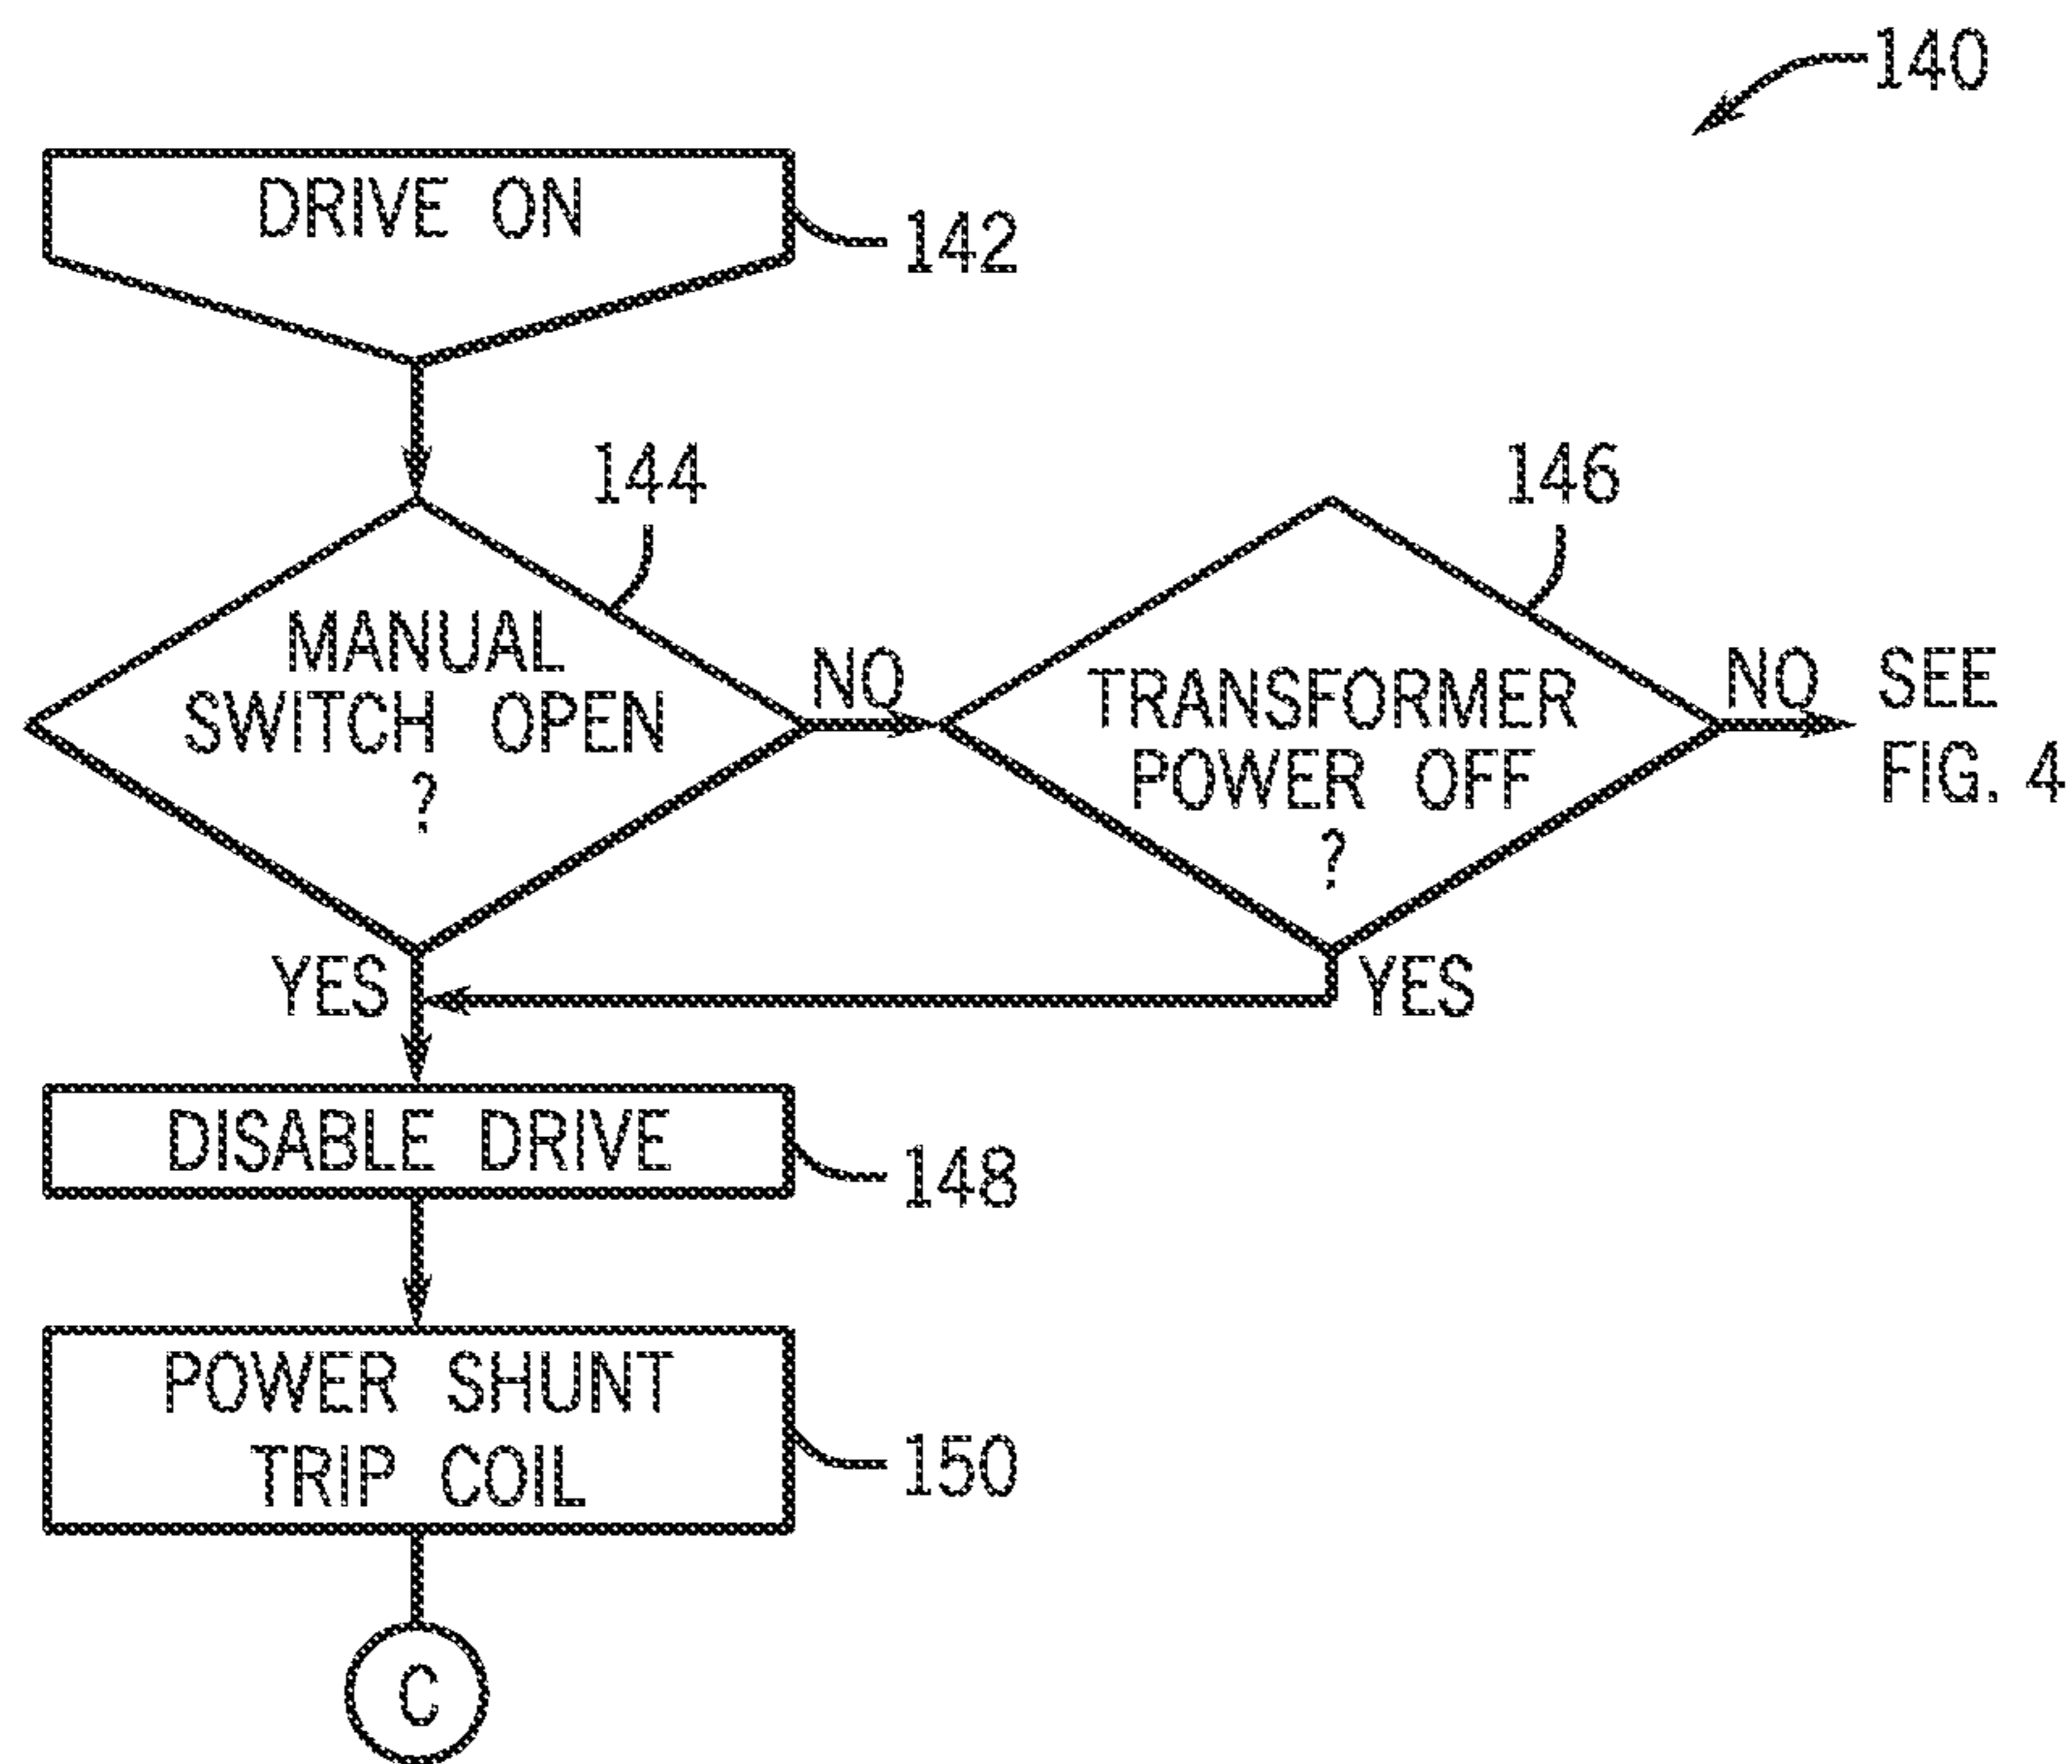 140
DRIVE ON
142
144
146
MANUAL
SWITCH OPEN
?
NO
TRANSFORMER
POWER OFF
?
NO
SEE
FIG. 4
YES
YES
DISABLE DRIVE
148
POWER SHUNT
TRIP COIL
150
C